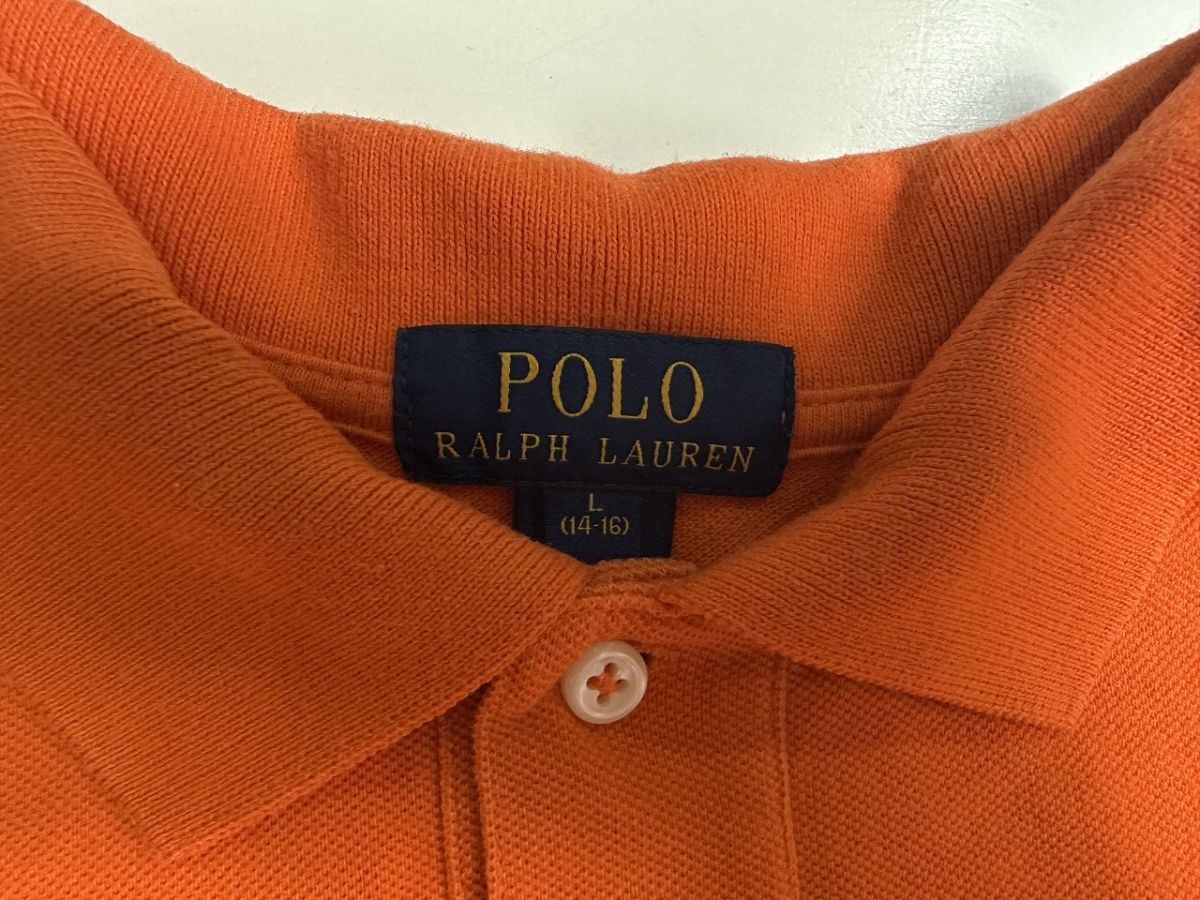 POLO
RALPH LAUREN
L
(14-16)